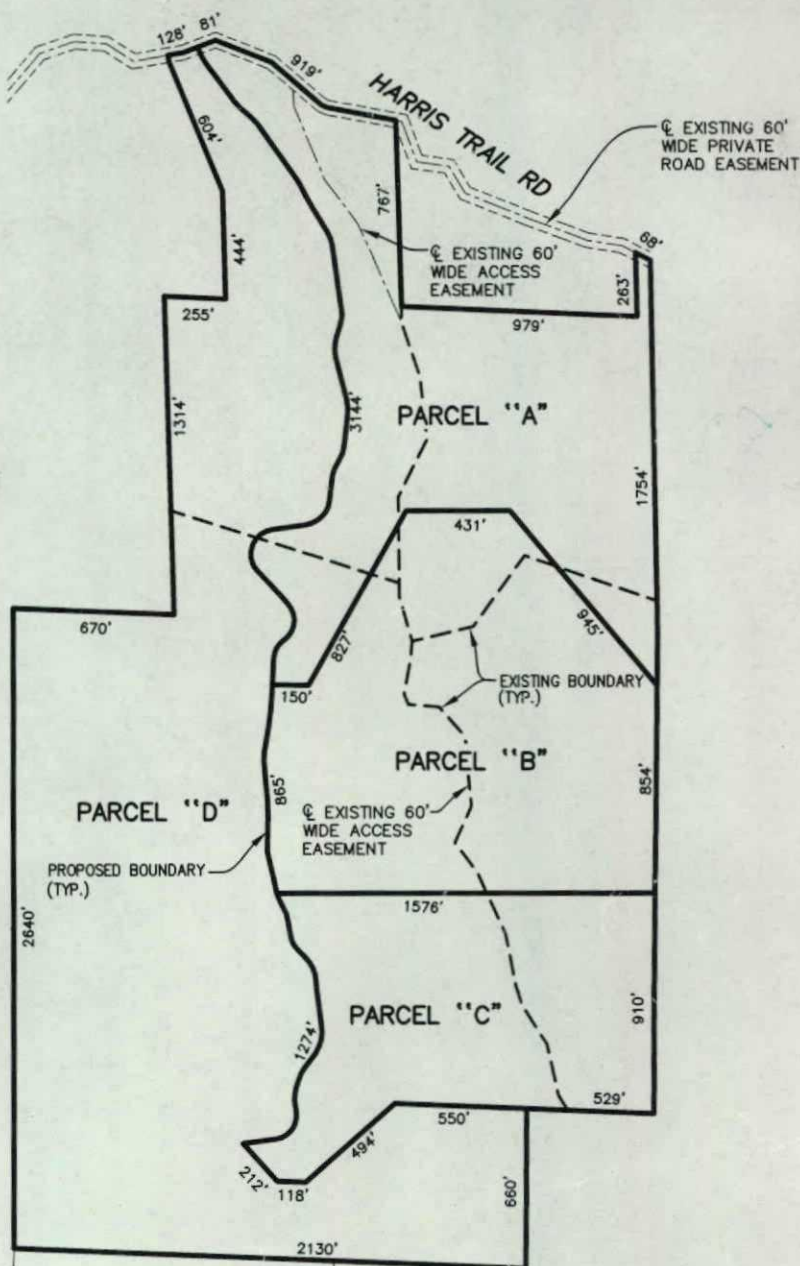 128'
81'
919'
HARRIS TRAIL RD
℄ EXISTING 60'
WIDE PRIVATE
ROAD EASEMENT
604'
767'
68'
444'
℄ EXISTING 60'
WIDE ACCESS
EASEMENT
263'
255'
979'
1314'
3144'
PARCEL "A"
1754'
431'
670'
827'
945'
150'
EXISTING BOUNDARY
(TYP.)
PARCEL "B"
865'
854'
PARCEL "D"
℄ EXISTING 60'
WIDE ACCESS
EASEMENT
PROPOSED BOUNDARY
(TYP.)
1576'
2640'
PARCEL "C"
910'
1274'
529'
550'
494'
212'
118'
660'
2130'